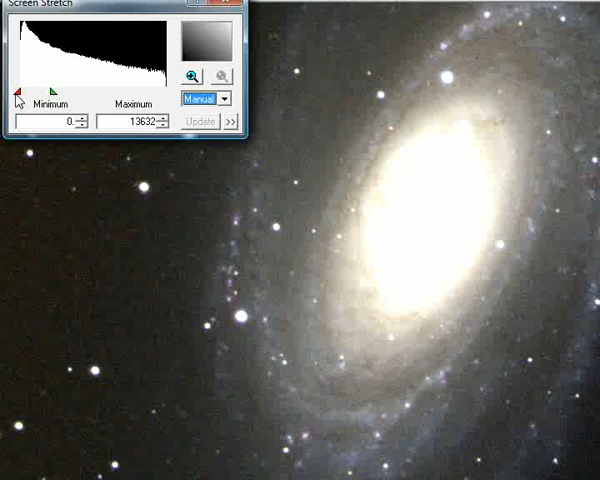 Screen Stretch
Minimum
Maximum
0.
13632
Manual
Update
>>